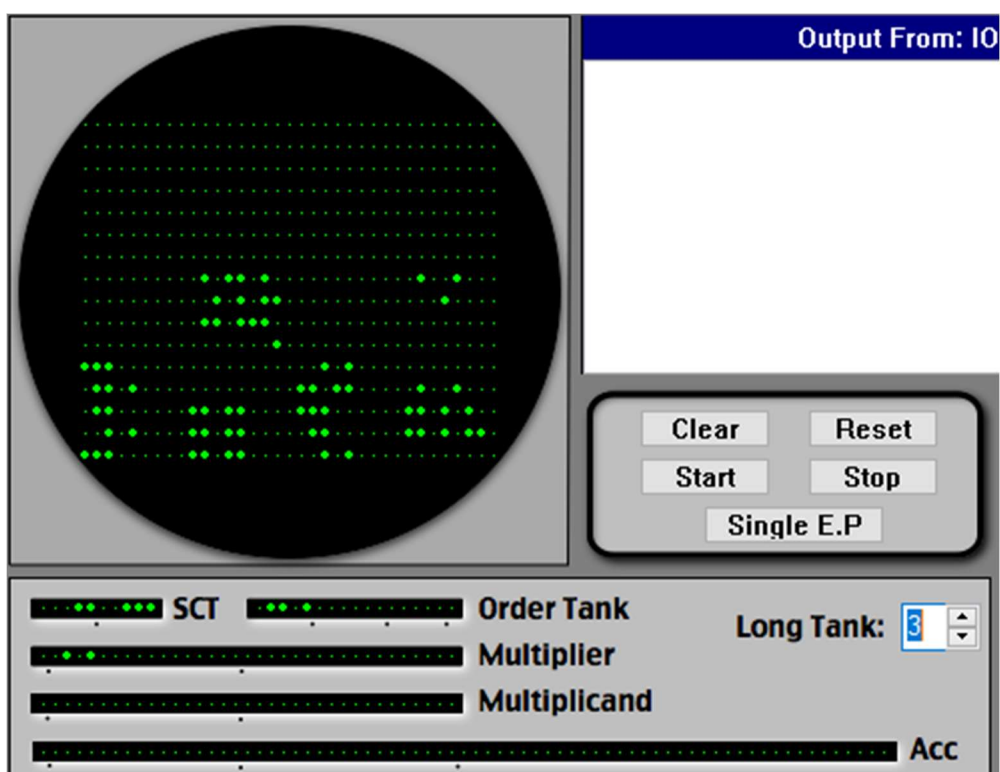 Output From: IO
Clear Reset
Start Stop
Single E.P
SCT Order Tank
Long Tank: 3
Multiplier
Multiplicand
Acc